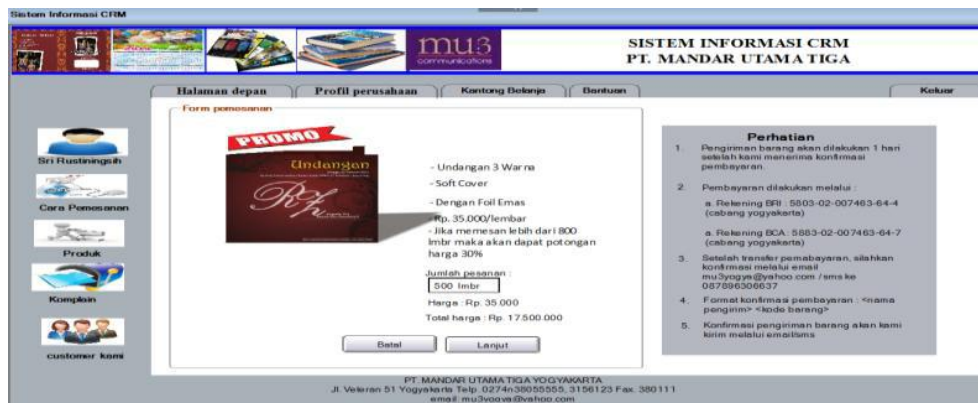 Sistem Informasi CRM
mu3
communications
SISTEM INFORMASI CRM
PT. MANDAR UTAMA TIGA
Halaman depan
Profil perusahaan
Kantong Belanja
Bantuan
Keluar
Sri Rustiningsih
Cara Pemesanan
Produk
Komplain
customer kami
Form pemesanan
PROMO
Undangan
- Undangan 3 Warna
- Soft Cover
- Dengan Foil Emas
- Rp. 35.000/lembar
- Jika memesan lebih dari 800
lmbr maka akan dapat potongan
harga 30%
Jumlah pesanan :
500 lmbr
Harga : Rp. 35.000
Total harga : Rp. 17.500.000
Batal
Lanjut
Perhatian
1. Pengiriman barang akan dilakukan 1 hari
setelah kami menerima konfirmasi
pembayaran.
2. Pembayaran dilakukan melalui :
a. Rekening BRI : 5803-02-007463-64-4
(cabang yogyakarta)
a. Rekening BCA : 5883-02-007463-64-7
(cabang yogyakarta)
3. Setelah transfer pemabayaran, silahkan
konfirmasi melalui email
mu3yogya@yahoo.com /sms ke
087896306637
4. Format konfirmasi pembayaran : <nama
pengirim> <kode barang>
5. Konfirmasi pengiriman barang akan kami
kirim melalui email/sms
PT. MANDAR UTAMA TIGA YOGYAKARTA
Jl. Veteran 51 Yogyakarta Telp. 0274n38055555, 3156123 Fax. 380111
email: mu3yogya@yahoo.com